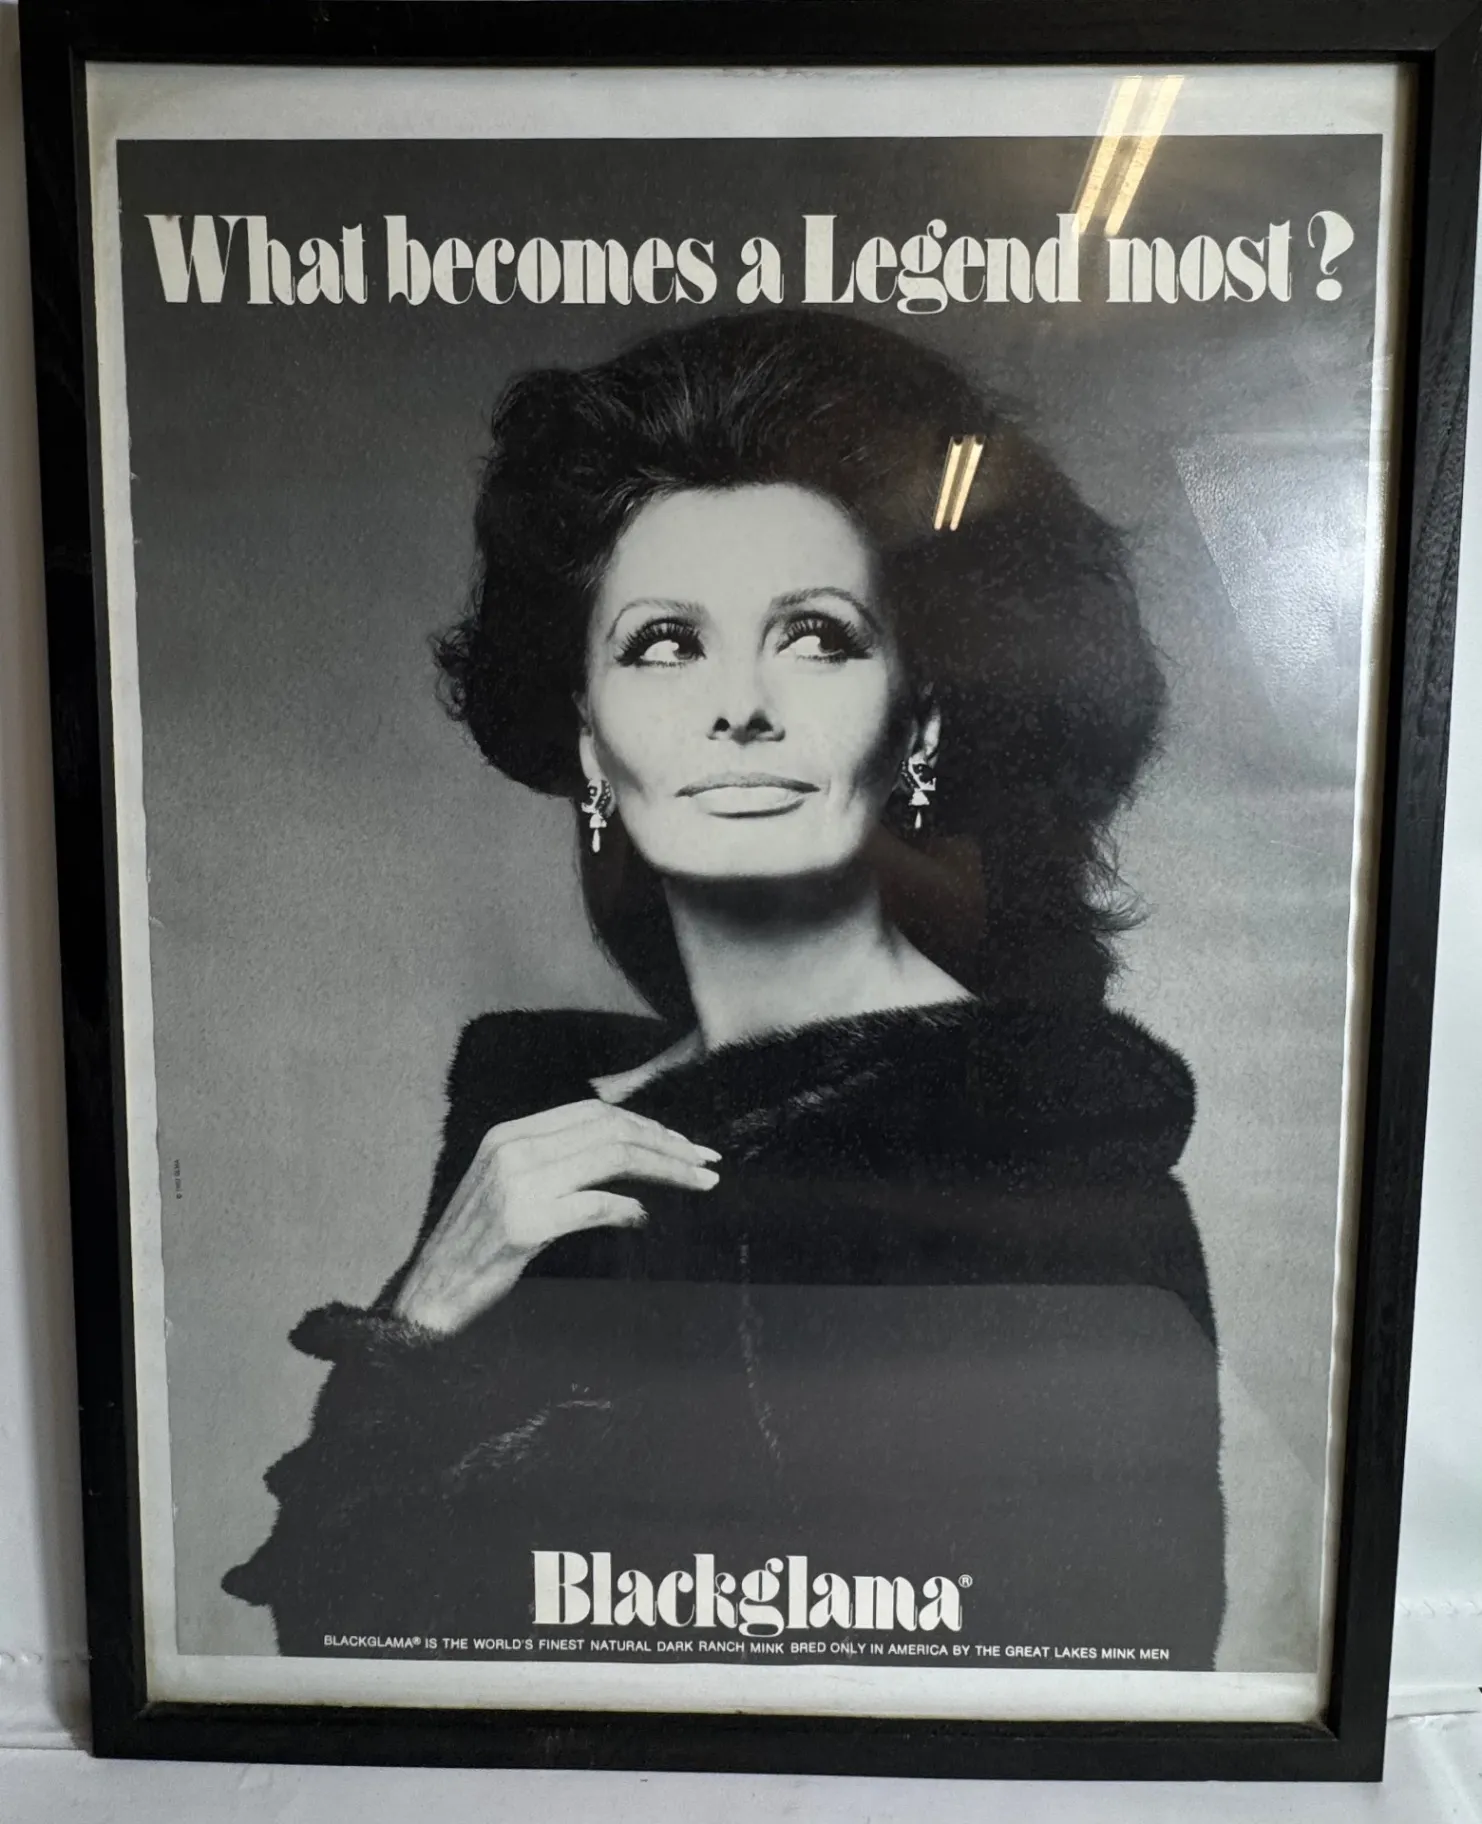 What becomes a Legend most?
Blackglama®
BLACKGLAMA® IS THE WORLD'S FINEST NATURAL DARK RANCH MINK BRED ONLY IN AMERICA BY THE GREAT LAKES MINK MEN